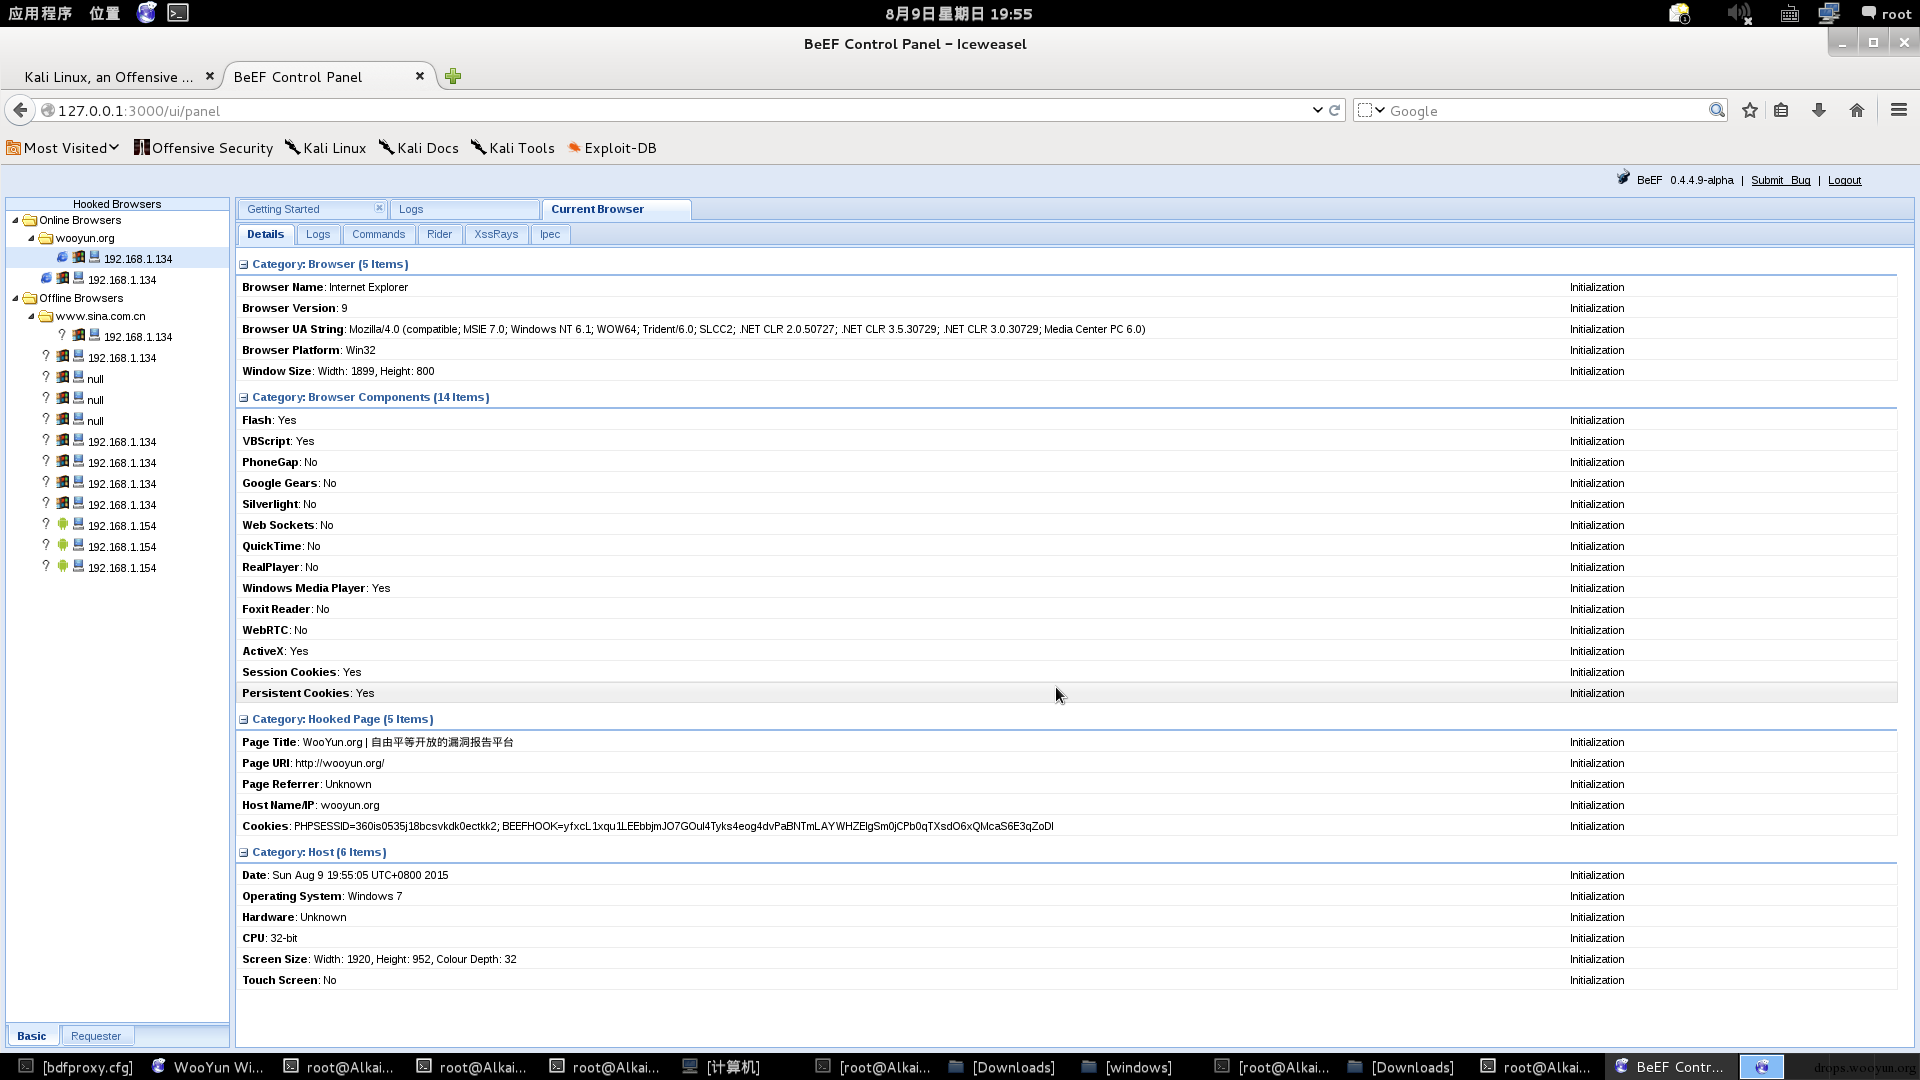 应用程序 位置 8月9日星期日 19:55 root
BeEF Control Panel - Iceweasel
Kali Linux, an Offensive ... BeEF Control Panel
127.0.0.1:3000/ui/panel Google
Most Visited Offensive Security Kali Linux Kali Docs Kali Tools Exploit-DB
BeEF 0.4.4.9-alpha | Submit Bug | Logout
Hooked Browsers
Online Browsers
wooyun.org
192.168.1.134
192.168.1.134
Offline Browsers
www.sina.com.cn
? 192.168.1.134
? 192.168.1.134
? null
? null
? null
? 192.168.1.134
? 192.168.1.134
? 192.168.1.134
? 192.168.1.134
? 192.168.1.154
? 192.168.1.154
? 192.168.1.154
Basic Requester
Getting Started Logs Current Browser
Details Logs Commands Rider XssRays Ipec
Category: Browser (5 Items)
Browser Name: Internet Explorer Initialization
Browser Version: 9 Initialization
Browser UA String: Mozilla/4.0 (compatible; MSIE 7.0; Windows NT 6.1; WOW64; Trident/6.0; SLCC2; .NET CLR 2.0.50727; .NET CLR 3.5.30729; .NET CLR 3.0.30729; Media Center PC 6.0) Initialization
Browser Platform: Win32 Initialization
Window Size: Width: 1899, Height: 800 Initialization
Category: Browser Components (14 Items)
Flash: Yes Initialization
VBScript: Yes Initialization
PhoneGap: No Initialization
Google Gears: No Initialization
Silverlight: No Initialization
Web Sockets: No Initialization
QuickTime: No Initialization
RealPlayer: No Initialization
Windows Media Player: Yes Initialization
Foxit Reader: No Initialization
WebRTC: No Initialization
ActiveX: Yes Initialization
Session Cookies: Yes Initialization
Persistent Cookies: Yes Initialization
Category: Hooked Page (5 Items)
Page Title: WooYun.org | 自由平等开放的漏洞报告平台 Initialization
Page URI: http://wooyun.org/ Initialization
Page Referrer: Unknown Initialization
Host Name/IP: wooyun.org Initialization
Cookies: PHPSESSID=360is0535j18bcsvkdk0ectkk2; BEEFHOOK=yfxcL1xqu1LEEbbjmJO7GOul4Tyks4eog4dvPaBNTmLAYWHZElgSm0jCPb0qTXsdO6xQMcaS6E3qZoDI Initialization
Category: Host (6 Items)
Date: Sun Aug 9 19:55:05 UTC+0800 2015 Initialization
Operating System: Windows 7 Initialization
Hardware: Unknown Initialization
CPU: 32-bit Initialization
Screen Size: Width: 1920, Height: 952, Colour Depth: 32 Initialization
Touch Screen: No Initialization
[bdfproxy.cfg] WooYun Wi... root@Alkai... root@Alkai... root@Alkai... [计算机] [root@Alkai... [Downloads] [windows] [root@Alkai... [Downloads] root@Alkai... BeEF Contr... drops.wooyun.org